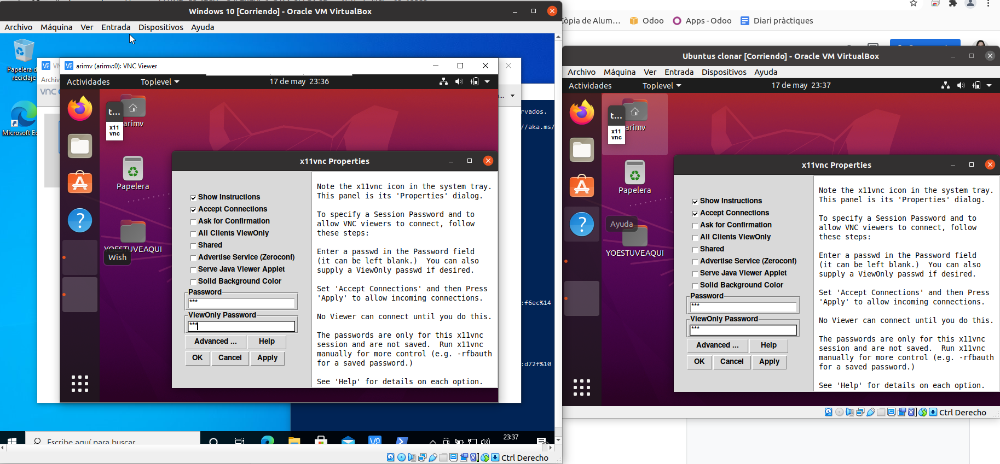 Windows 10 [Corriendo] - Oracle VM VirtualBox
Archivo Máquina Ver Entrada Dispositivos Ayuda
Papelera d
reciclaje
Microsoft Ed
VN
Archiv
VNC
arimv (arimv:0): VNC Viewer
Actividades Toplevel 17 de may 23:36
t...
x11
vnc
arimv
Papelera
YOESTUVEAQUI
Wish
x11vnc Properties
Show Instructions
Accept Connections
Ask for Confirmation
All Clients ViewOnly
Shared
Advertise Service (Zeroconf)
Serve Java Viewer Applet
Solid Background Color
Password
***
ViewOnly Password
***
Advanced ... Help
OK Cancel Apply
Note the x11vnc icon in the system tray.
This panel is its 'Properties' dialog.
To specify a Session Password and to
allow VNC viewers to connect, follow
these steps:
Enter a passwd in the Password field
(it can be left blank.) You can also
supply a ViewOnly passwd if desired.
Set 'Accept Connections' and then Press
'Apply' to allow incoming connections.
No Viewer can connect until you do this.
The passwords are only for this x11vnc
session and are not saved. Run x11vnc
manually for more control (e.g. -rfbauth
for a saved password.)
See 'Help' for details on each option.
...
rvados.
//aka.ms/
:f6ec%14
:d72f%10
Escribe aquí para buscar
23:37
Ctrl Derecho
còpia de Alum... Odoo Apps - Odoo Diari pràctiques
Ubuntus clonar [Corriendo] - Oracle VM VirtualBox
Archivo Máquina Ver Entrada Dispositivos Ayuda
Actividades Toplevel 17 de may 23:37
t...
x11
vnc
arimv
Papelera
Ayuda
YOESTUVEAQUI
x11vnc Properties
Show Instructions
Accept Connections
Ask for Confirmation
All Clients ViewOnly
Shared
Advertise Service (Zeroconf)
Serve Java Viewer Applet
Solid Background Color
Password
***
ViewOnly Password
***
Advanced ... Help
OK Cancel Apply
Note the x11vnc icon in the system tray.
This panel is its 'Properties' dialog.
To specify a Session Password and to
allow VNC viewers to connect, follow
these steps:
Enter a passwd in the Password field
(it can be left blank.) You can also
supply a ViewOnly passwd if desired.
Set 'Accept Connections' and then Press
'Apply' to allow incoming connections.
No Viewer can connect until you do this.
The passwords are only for this x11vnc
session and are not saved. Run x11vnc
manually for more control (e.g. -rfbauth
for a saved password.)
See 'Help' for details on each option.
Ctrl Derecho